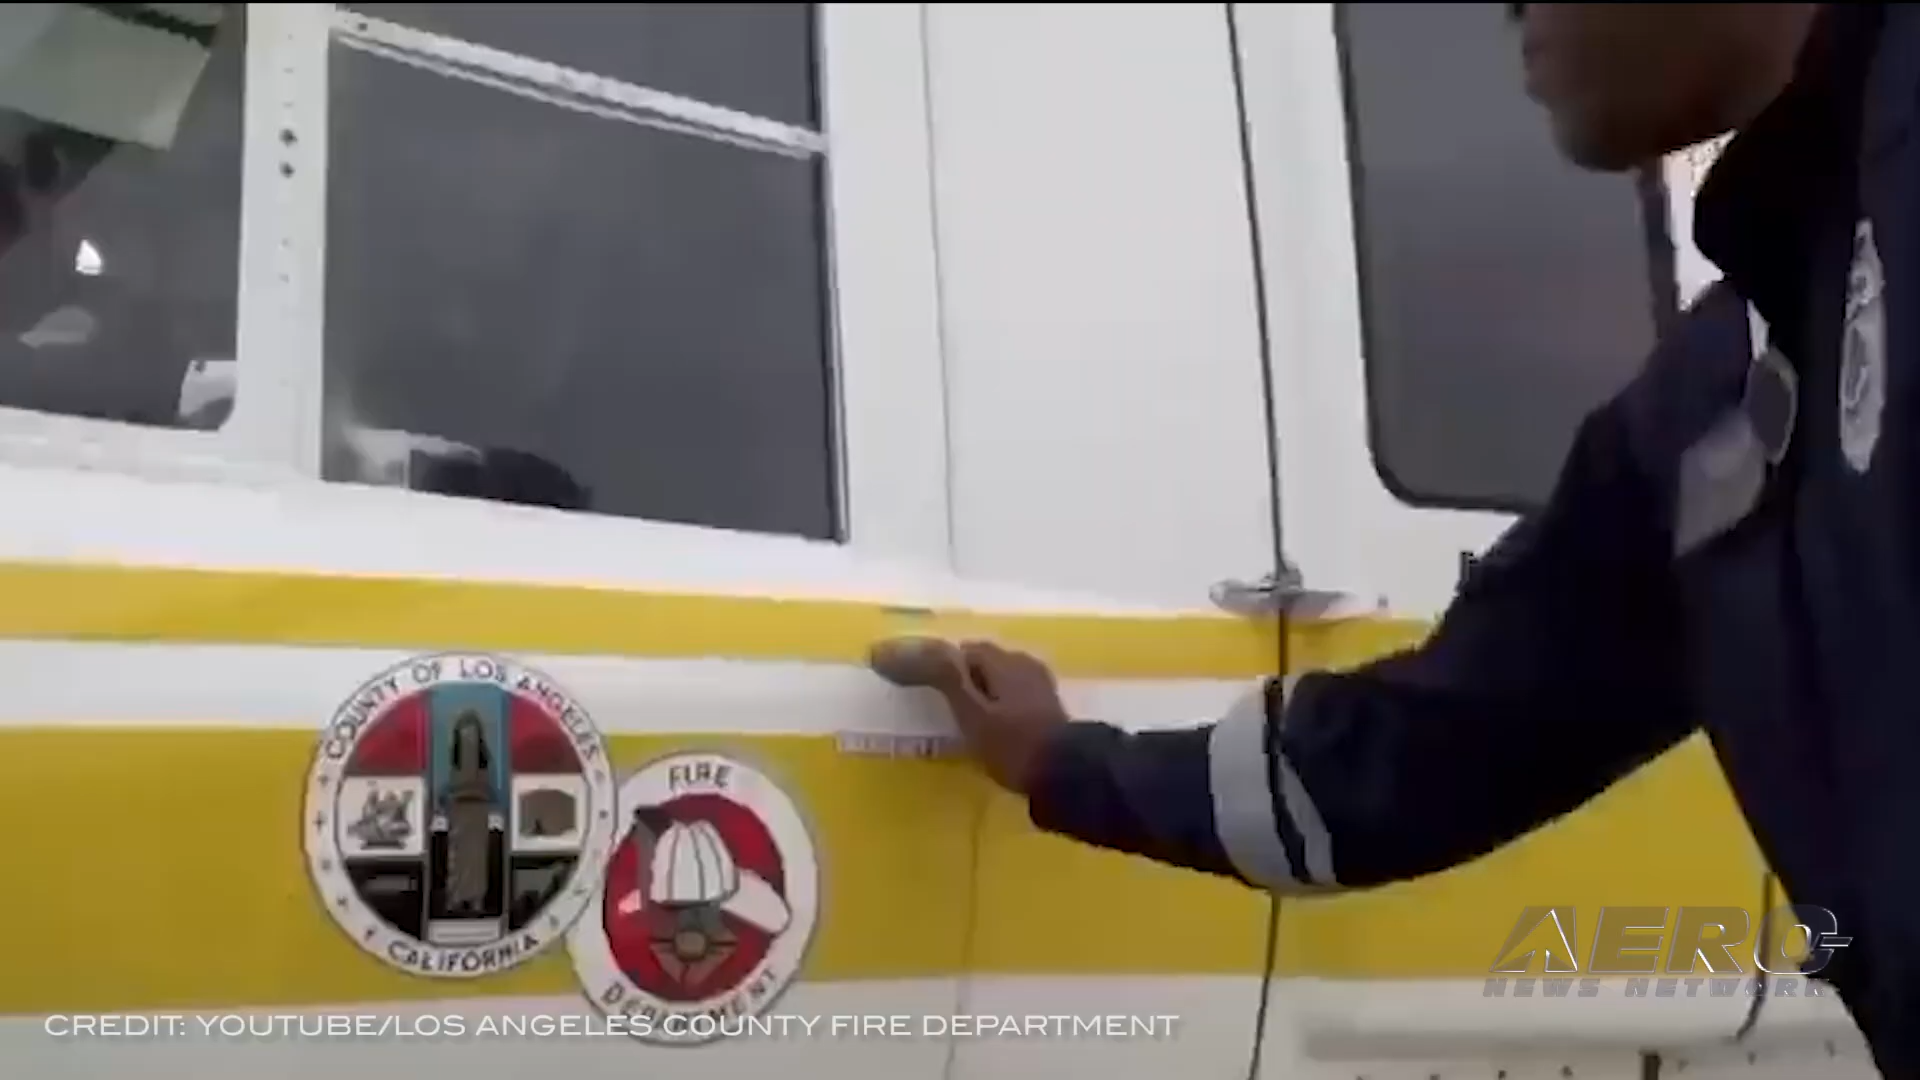 COUNTY OF LOS ANGELES
CALIFORNIA
FIRE
DEPARTMENT
AERO-
NEWS NETWORK
CREDIT: YOUTUBE/LOS ANGELES COUNTY FIRE DEPARTMENT